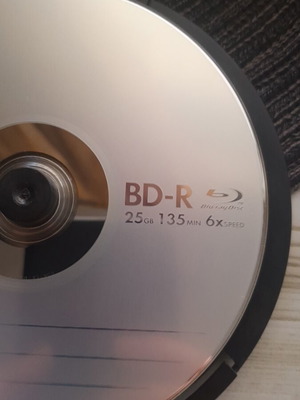 BD-R
Blu-ray Disc
25GB 135MIN 6xSPEED